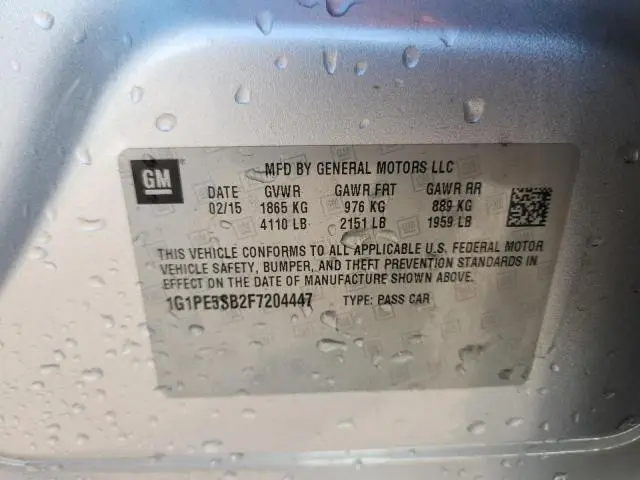 GM
MFD BY GENERAL MOTORS LLC
DATE GVWR GAWR FRT GAWR RR
02/15 1865 KG 976 KG 889 KG
4110 LB 2151 LB 1959 LB
THIS VEHICLE CONFORMS TO ALL APPLICABLE U.S. FEDERAL MOTOR
VEHICLE SAFETY, BUMPER, AND THEFT PREVENTION STANDARDS IN
EFFECT ON THE DATE OF MANUFACTURE SHOWN ABOVE.
1G1PE5SB2F7204447 TYPE: PASS CAR